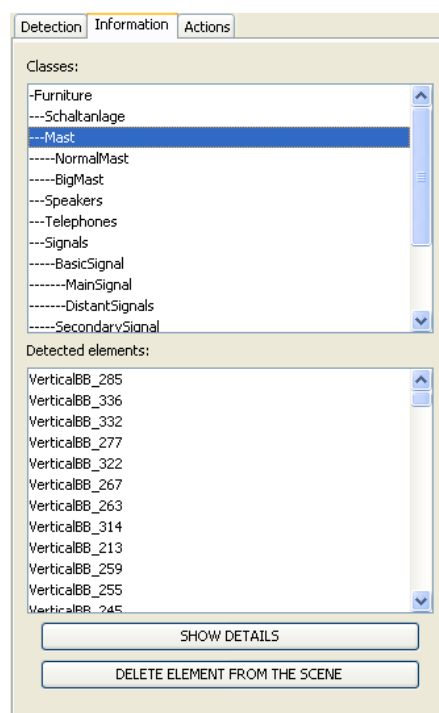 Detection Information Actions
Classes:
-Furniture
---Schaltanlage
---Mast
-----NormalMast
-----BigMast
---Speakers
---Telephones
---Signals
-----BasicSignal
-------MainSignal
-------DistantSignals
-----SecondarySignal
Detected elements:
VerticalBB_285
VerticalBB_336
VerticalBB_332
VerticalBB_277
VerticalBB_322
VerticalBB_267
VerticalBB_263
VerticalBB_314
VerticalBB_213
VerticalBB_259
VerticalBB_255
VerticalBB_245
SHOW DETAILS
DELETE ELEMENT FROM THE SCENE